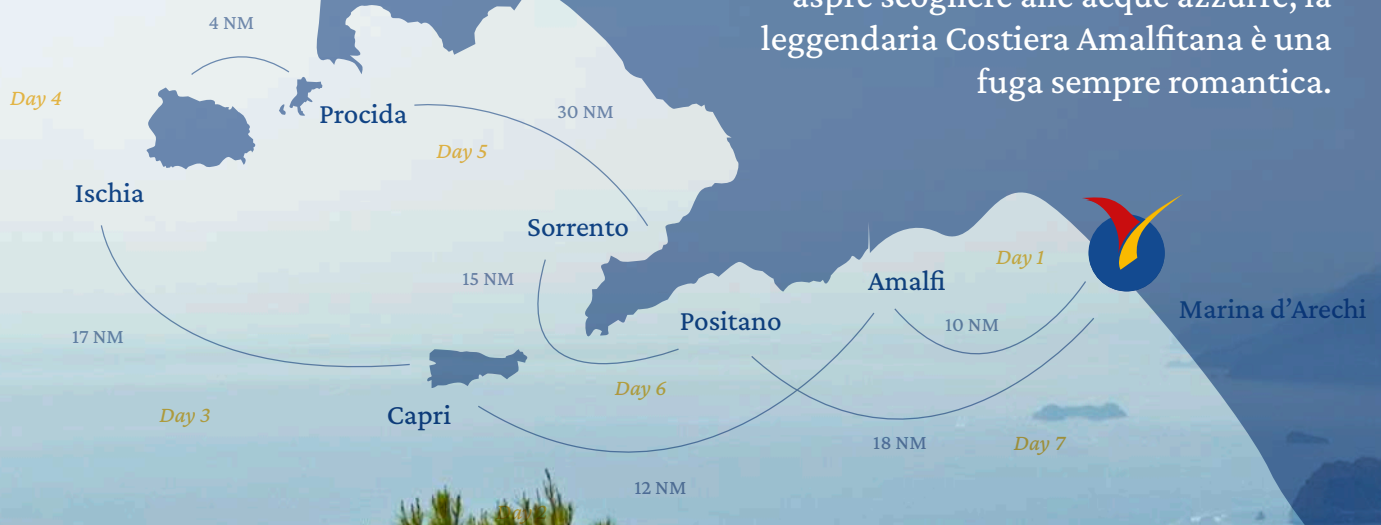 aspre scogliere alle acque azzurre, la
leggendaria Costiera Amalfitana è una
fuga sempre romantica.
4 NM
Day 4
Procida
30 NM
Day 5
Ischia
Sorrento
15 NM
Day 1
Amalfi
Marina d’Arechi
Positano
10 NM
17 NM
Day 6
Day 3
Capri
18 NM
Day 7
12 NM